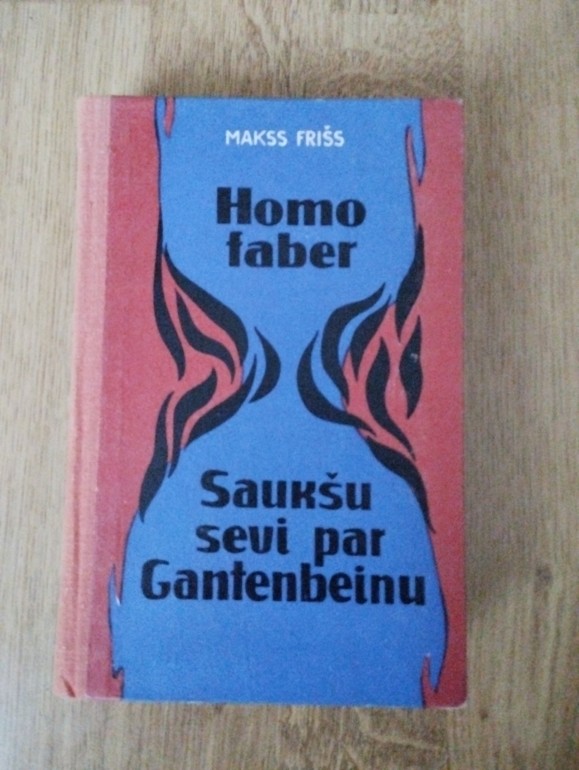 MAKSS FRIŠS
Homo
faber
Saukšu
sevi par
Gantenbeinu